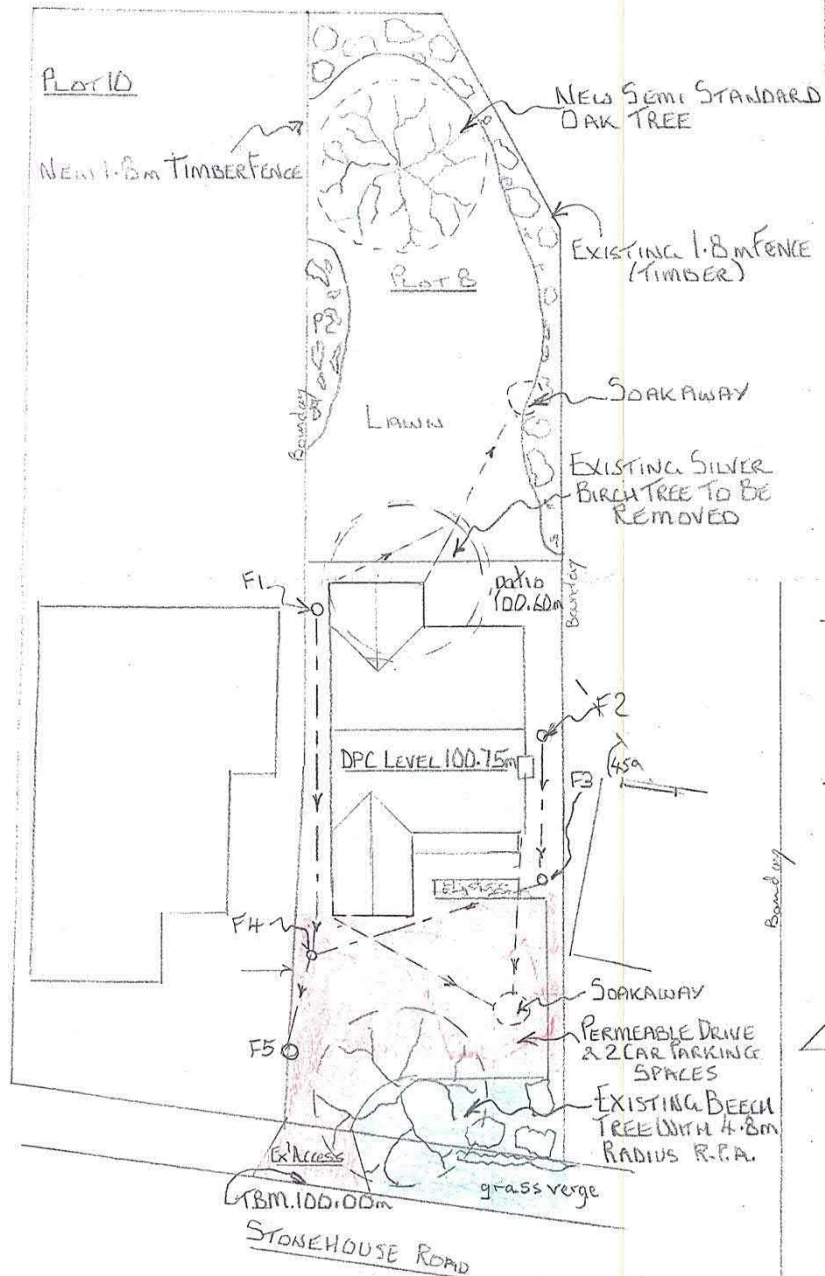 PLOT 10
NEW SEMI STANDARD
OAK TREE
NEW 1.8m TIMBER FENCE
EXISTING 1.8m FENCE
(TIMBER)
PLOT 8
SOAKAWAY
Boundary
LAWN
EXISTING SILVER
BIRCH TREE TO BE
REMOVED
F1
patio
100.60m
Boundary
F2
DPC LEVEL 100.75m
F3
45a
Boundary
F4
SOAKAWAY
F5
PERMEABLE DRIVE
& 2 CAR PARKING
SPACES
EXISTING BEECH
TREE WITH 4.8m
RADIUS R.P.A.
Ex' Access
grass verge
TBM.100.00m
STONEHOUSE ROAD